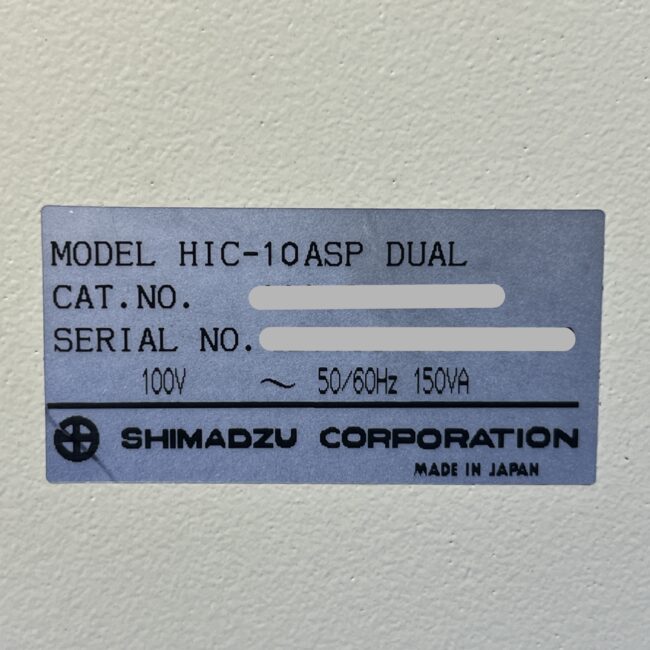 MODEL HIC-10ASP DUAL
CAT.NO.
SERIAL NO.
100V ～ 50/60Hz 150VA
SHIMADZU CORPORATION
MADE IN JAPAN